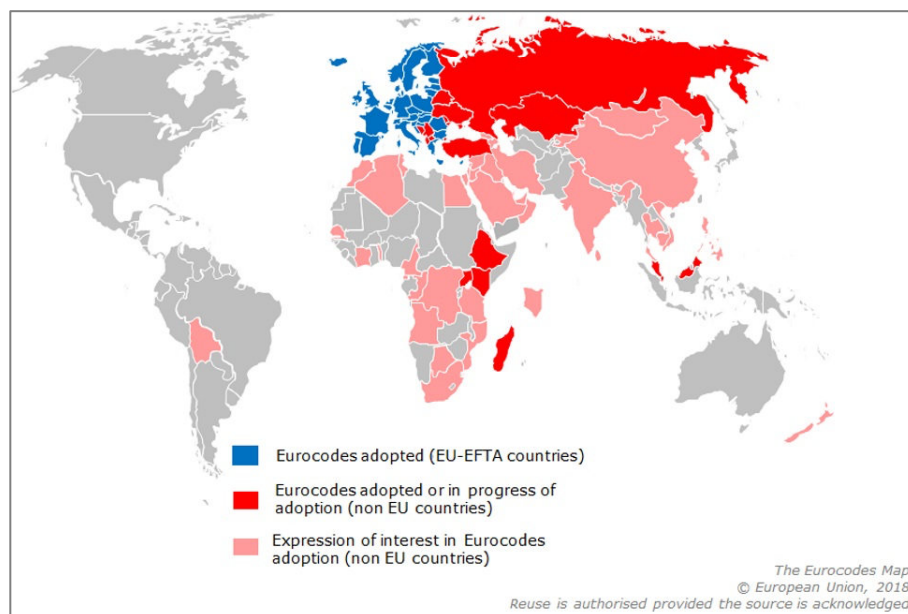 Eurocodes adopted (EU-EFTA countries)
Eurocodes adopted or in progress of
adoption (non EU countries)
Expression of interest in Eurocodes
adoption (non EU countries)
The Eurocodes Map
© European Union, 2018
Reuse is authorised provided the source is acknowledged